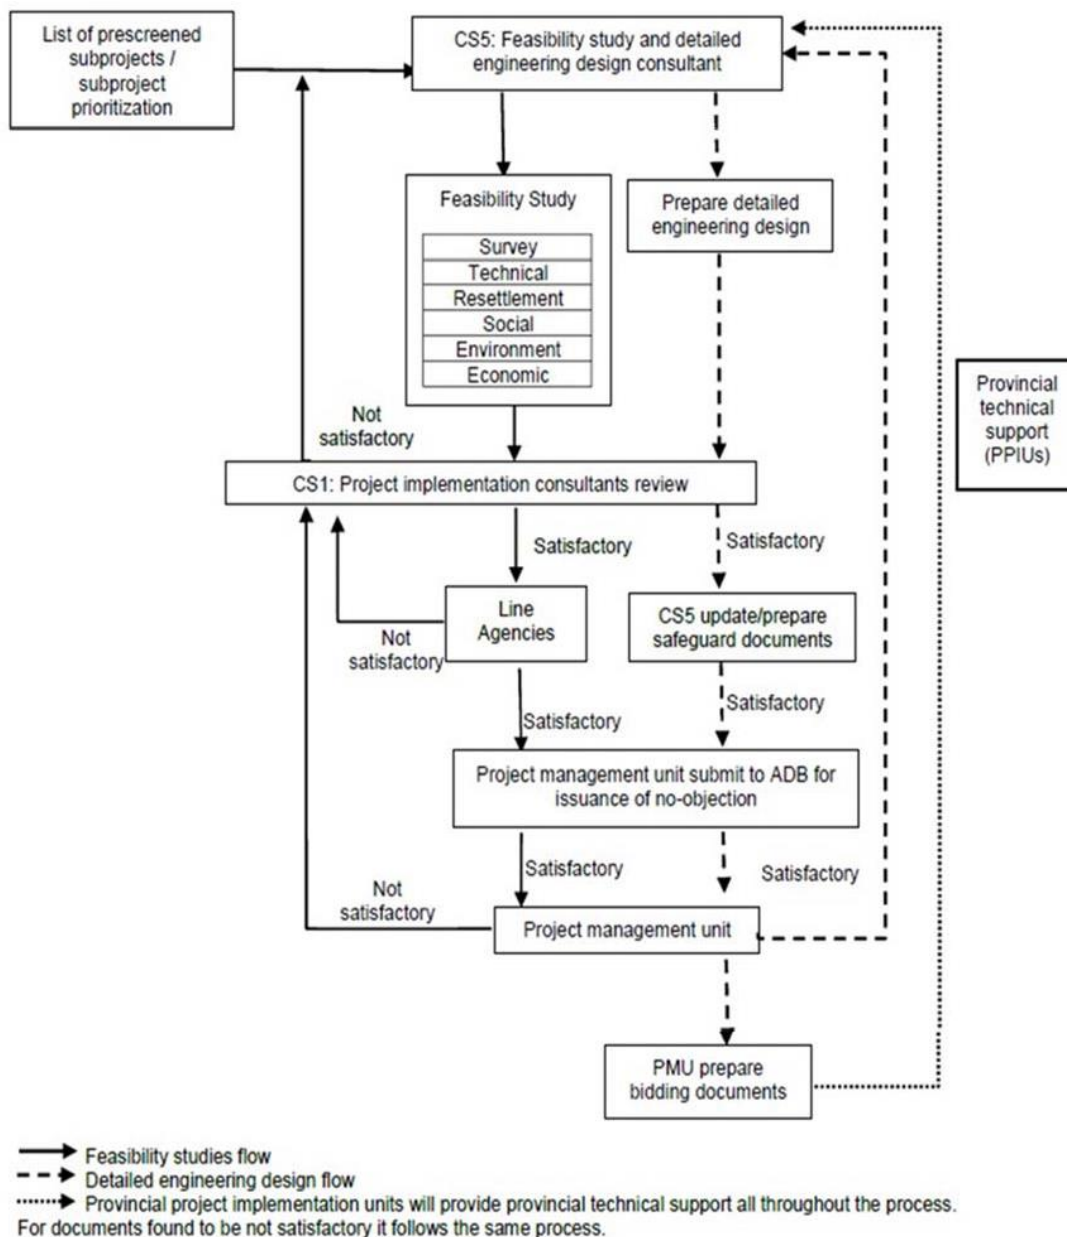 List of prescreened
subprojects /
subproject
prioritization
CS5: Feasibility study and detailed
engineering design consultant
Feasibility Study
Survey
Technical
Resettlement
Social
Environment
Economic
Prepare detailed
engineering design
Provincial
technical
support
(PPIUs)
Not
satisfactory
CS1: Project implementation consultants review
Satisfactory
Satisfactory
Line
Agencies
CS5 update/prepare
safeguard documents
Not
satisfactory
Satisfactory
Satisfactory
Project management unit submit to ADB for
issuance of no-objection
Satisfactory
Satisfactory
Not
satisfactory
Project management unit
PMU prepare
bidding documents
Feasibility studies flow
Detailed engineering design flow
Provincial project implementation units will provide provincial technical support all throughout the process.
For documents found to be not satisfactory it follows the same process.